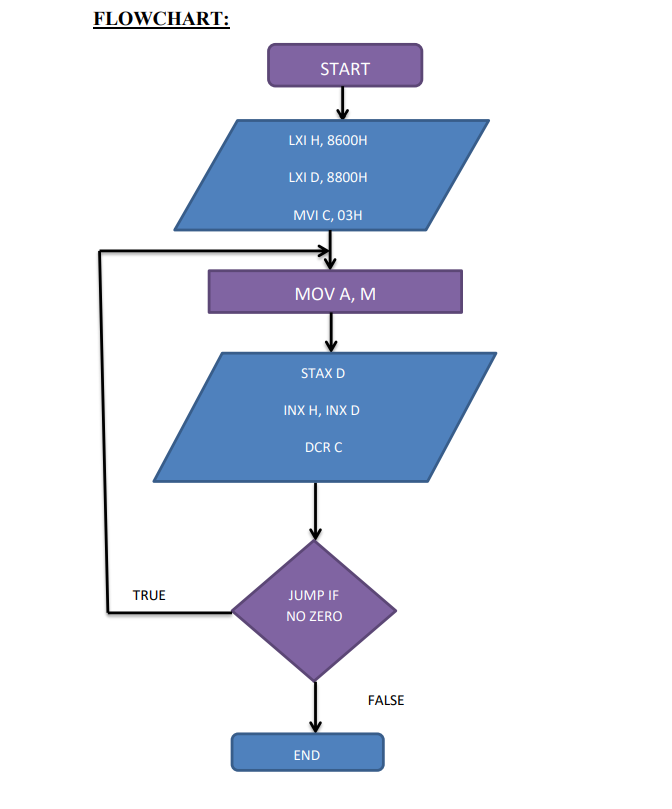 FLOWCHART:
START
LXI H, 8600H
LXI D, 8800H
MVI C, 03H
MOV A, M
STAX D
INX H, INX D
DCR C
JUMP IF
NO ZERO
TRUE
FALSE
END